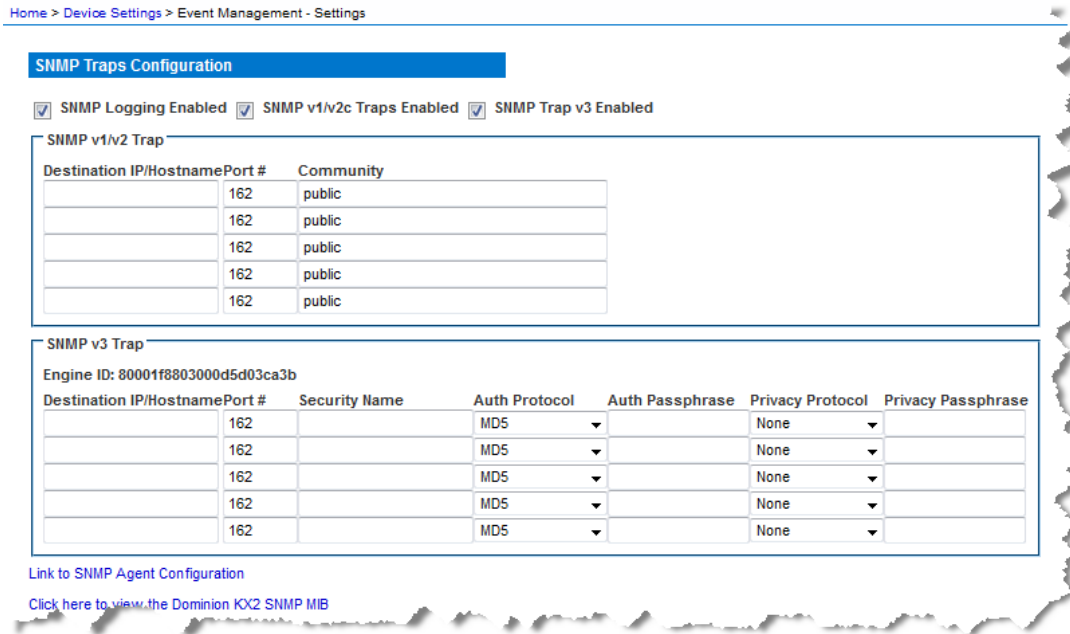 Home > Device Settings > Event Management - Settings
SNMP Traps Configuration
SNMP Logging Enabled SNMP v1/v2c Traps Enabled SNMP Trap v3 Enabled
SNMP v1/v2 Trap
Destination IP/Hostname Port # Community
162 public
162 public
162 public
162 public
162 public
SNMP v3 Trap
Engine ID: 80001f8803000d5d03ca3b
Destination IP/Hostname Port # Security Name Auth Protocol Auth Passphrase Privacy Protocol Privacy Passphrase
162 MD5 None
162 MD5 None
162 MD5 None
162 MD5 None
162 MD5 None
Link to SNMP Agent Configuration
Click here to view the Dominion KX2 SNMP MIB